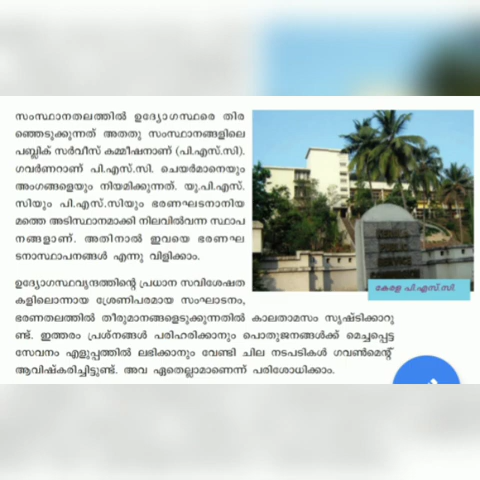 സംസ്ഥാനതലത്തിൽ ഉദ്യോഗസ്ഥരെ തിര
ഞ്ഞെടുക്കുന്നത് അതതു സംസ്ഥാനങ്ങളിലെ
പബ്ലിക് സർവീസ് കമ്മീഷനാണ് (പി.എസ്.സി).
ഗവർണറാണ് പി.എസ്.സി. ചെയർമാനെയും
അംഗങ്ങളെയും നിയമിക്കുന്നത്. യു.പി.എസ്.
സിയും പി.എസ്.സിയും ഭരണഘടനാനിയ
മത്തെ അടിസ്ഥാനമാക്കി നിലവിൽവന്ന സ്ഥാപ
നങ്ങളാണ്. അതിനാൽ ഇവയെ ഭരണഘ
ടനാസ്ഥാപനങ്ങൾ എന്നു വിളിക്കാം.
കേരള പി.എസ്.സി
ഉദ്യോഗസ്ഥവൃന്ദത്തിന്റെ പ്രധാന സവിശേഷത
കളിലൊന്നായ ശ്രേണിപരമായ സംഘാടനം,
ഭരണതലത്തിൽ തീരുമാനങ്ങളെടുക്കുന്നതിൽ കാലതാമസം സൃഷ്ടിക്കാറു
ണ്ട്. ഇത്തരം പ്രശ്നങ്ങൾ പരിഹരിക്കാനും പൊതുജനങ്ങൾക്ക് മെച്ചപ്പെട്ട
സേവനം എളുപ്പത്തിൽ ലഭിക്കാനും വേണ്ടി ചില നടപടികൾ ഗവൺമെന്റ്
ആവിഷ്കരിച്ചിട്ടുണ്ട്. അവ ഏതെല്ലാമാണെന്ന് പരിശോധിക്കാം.